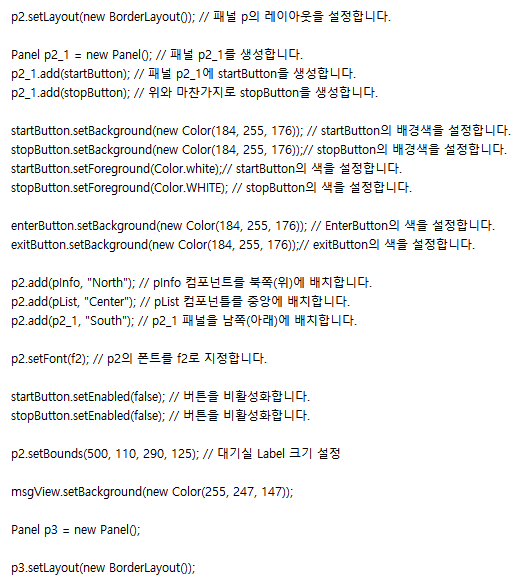 p2.setLayout(new BorderLayout()); // 패널 p의 레이아웃을 설정합니다.
Panel p2_1 = new Panel(); // 패널 p2_1를 생성합니다.
p2_1.add(startButton); // 패널 p2_1에 startButton을 생성합니다.
p2_1.add(stopButton); // 위와 마찬가지로 stopButton을 생성합니다.
startButton.setBackground(new Color(184, 255, 176)); // startButton의 배경색을 설정합니다.
stopButton.setBackground(new Color(184, 255, 176));// stopButton의 배경색을 설정합니다.
startButton.setForeground(Color.white);// startButton의 색을 설정합니다.
stopButton.setForeground(Color.WHITE); // stopButton의 색을 설정합니다.
enterButton.setBackground(new Color(184, 255, 176)); // EnterButton의 색을 설정합니다.
exitButton.setBackground(new Color(184, 255, 176));// exitButton의 색을 설정합니다.
p2.add(pInfo, "North"); // pInfo 컴포넌트를 북쪽(위)에 배치합니다.
p2.add(pList, "Center"); // pList 컴포넌틀를 중앙에 배치합니다.
p2.add(p2_1, "South"); // p2_1 패널을 남쪽(아래)에 배치합니다.
p2.setFont(f2); // p2의 폰트를 f2로 지정합니다.
startButton.setEnabled(false); // 버튼을 비활성화합니다.
stopButton.setEnabled(false); // 버튼을 비활성화합니다.
p2.setBounds(500, 110, 290, 125); // 대기실 Label 크기 설정
msgView.setBackground(new Color(255, 247, 147));
Panel p3 = new Panel();
p3.setLayout(new BorderLayout());